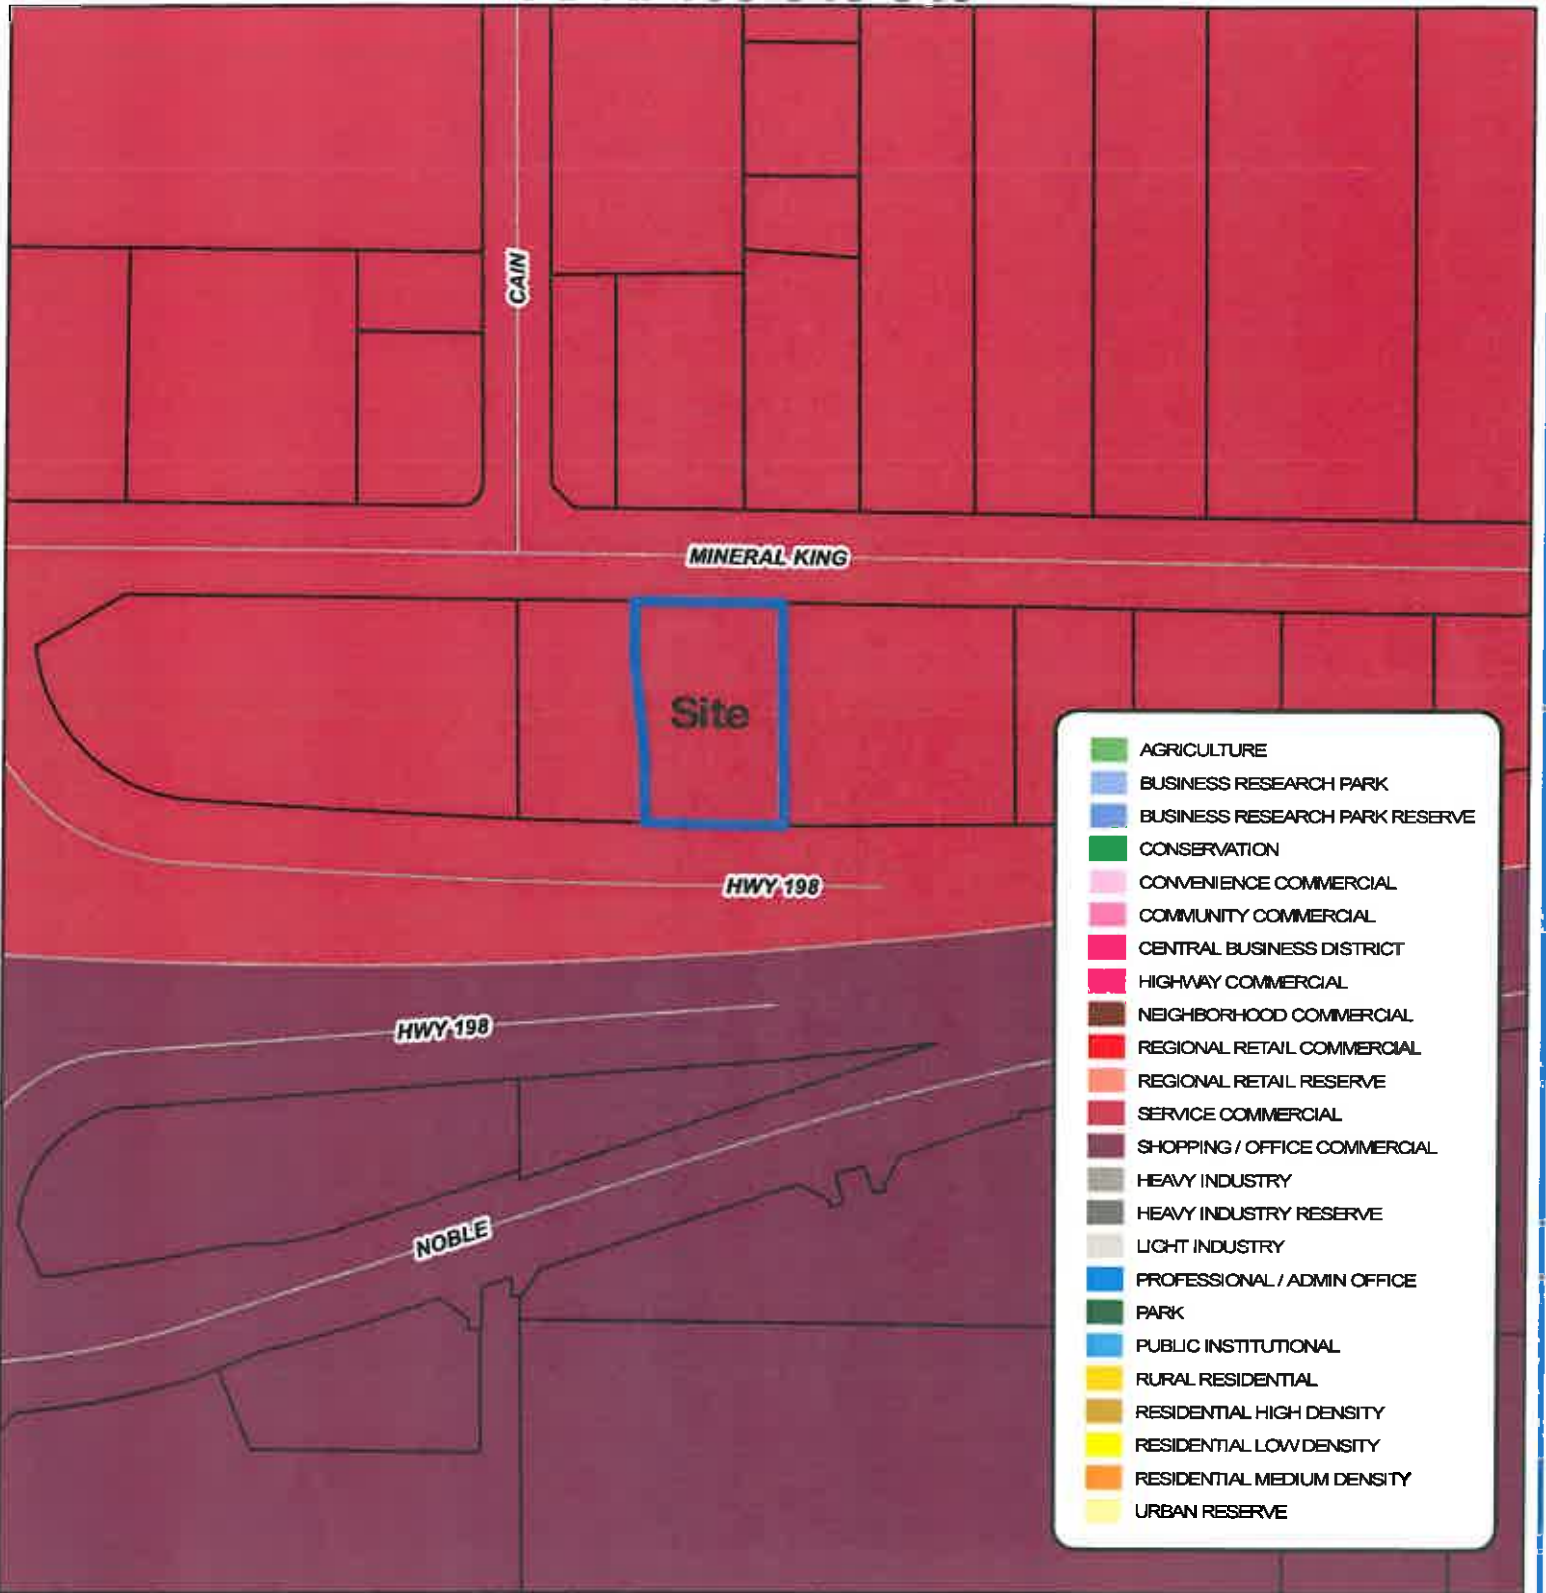 CAIN
MINERAL KING
Site
HWY 198
HWY 198
NOBLE
AGRICULTURE
BUSINESS RESEARCH PARK
BUSINESS RESEARCH PARK RESERVE
CONSERVATION
CONVENIENCE COMMERCIAL
COMMUNITY COMMERCIAL
CENTRAL BUSINESS DISTRICT
HIGHWAY COMMERCIAL
NEIGHBORHOOD COMMERCIAL
REGIONAL RETAIL COMMERCIAL
REGIONAL RETAIL RESERVE
SERVICE COMMERCIAL
SHOPPING / OFFICE COMMERCIAL
HEAVY INDUSTRY
HEAVY INDUSTRY RESERVE
LIGHT INDUSTRY
PROFESSIONAL / ADMIN OFFICE
PARK
PUBLIC INSTITUTIONAL
RURAL RESIDENTIAL
RESIDENTIAL HIGH DENSITY
RESIDENTIAL LOW DENSITY
RESIDENTIAL MEDIUM DENSITY
URBAN RESERVE